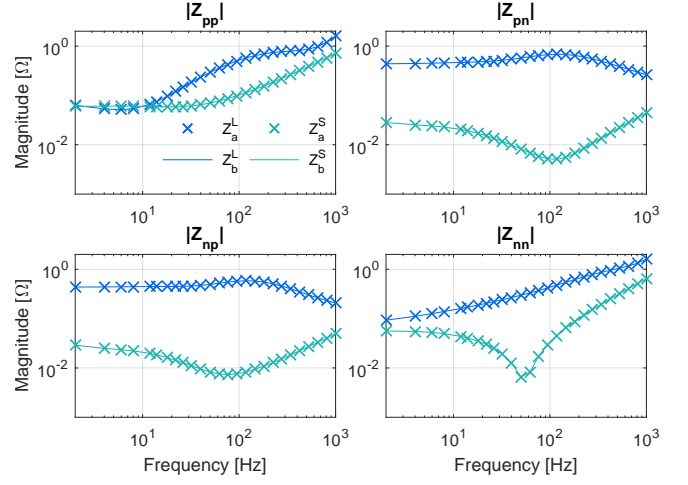 |Z_pp|
|Z_pn|
Magnitude [Ω]
10^0
10^-2
Z_a^L
Z_a^S
Z_b^L
Z_b^S
10^1
10^2
10^3
10^0
10^-2
10^1
10^2
10^3
|Z_np|
|Z_nn|
Magnitude [Ω]
10^0
10^-2
10^1
10^2
10^3
10^0
10^-2
10^1
10^2
10^3
Frequency [Hz]
Frequency [Hz]